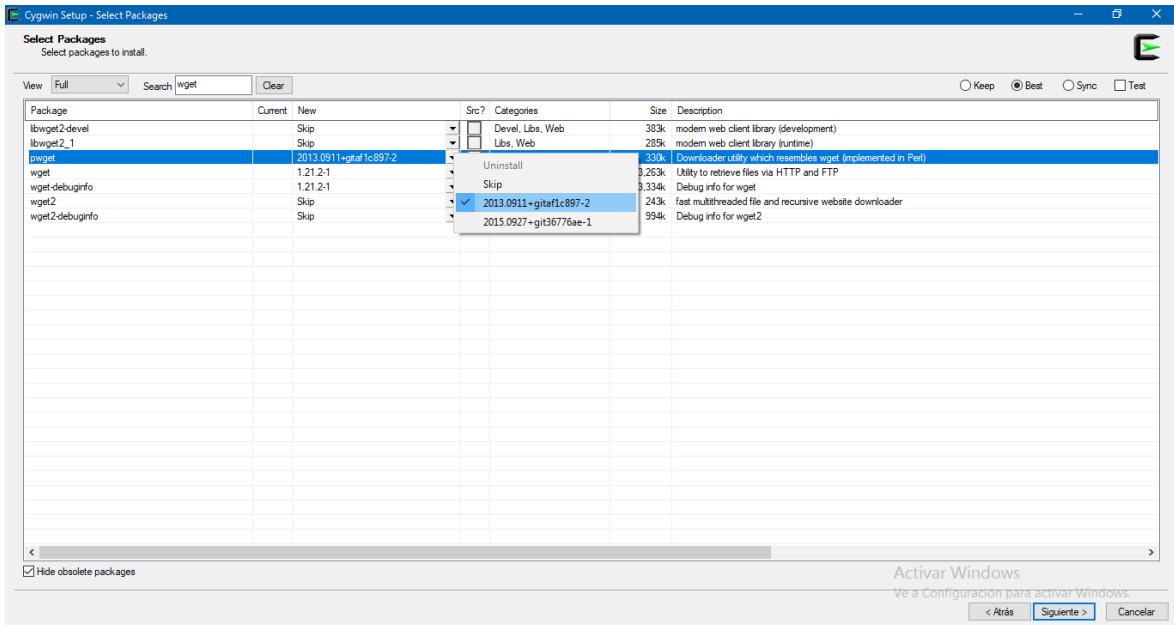 Cygwin Setup - Select Packages
Select Packages
Select packages to install.
View Full Search wget Clear Keep Best Sync Test
Package Current New Src? Categories Size Description
libwget2-devel Skip Devel, Libs, Web 383k modern web client library (development)
libwget2_1 Skip Libs, Web 285k modern web client library (runtime)
pwget 2013.0911+gitaf1c897-2 330k Downloader utility which resembles wget (implemented in Perl)
wget 1.21.2-1 3,263k Utility to retrieve files via HTTP and FTP
wget-debuginfo 1.21.2-1 3,334k Debug info for wget
wget2 Skip 243k fast multithreaded file and recursive website downloader
wget2-debuginfo Skip 994k Debug info for wget2
Uninstall
Skip
2013.0911+gitaf1c897-2
2015.0927+git36776ae-1
Hide obsolete packages
Activar Windows
Ve a Configuración para activar Windows.
< Atrás Siguiente > Cancelar